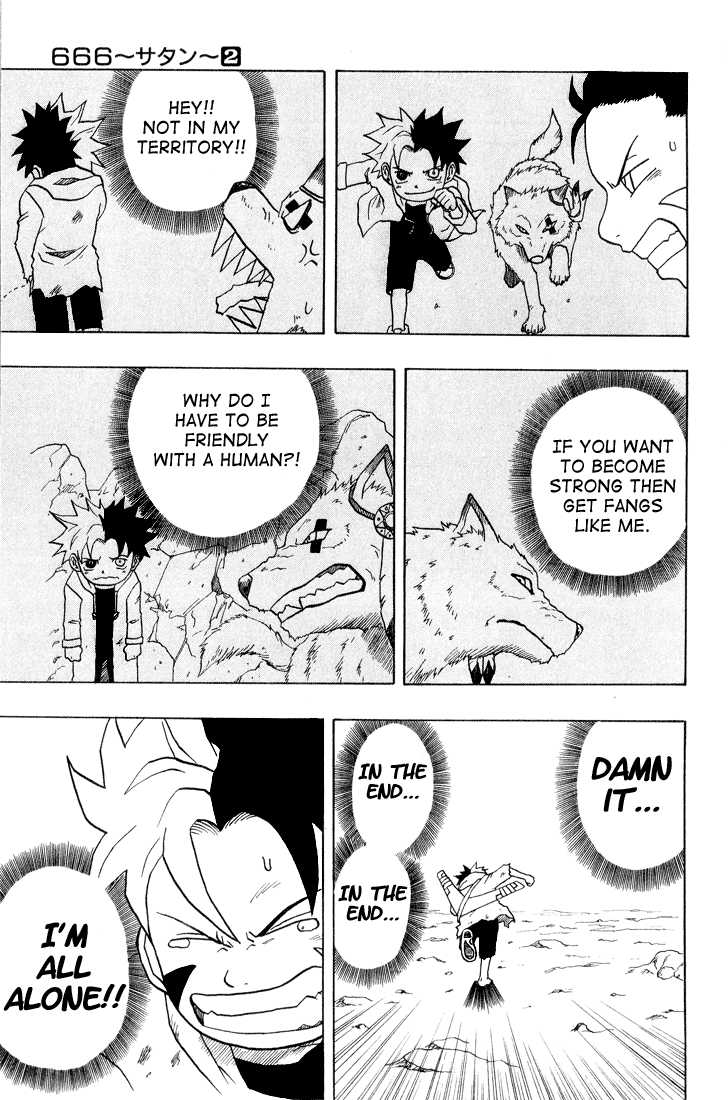 666～サタン～2
HEY!!
NOT IN MY
TERRITORY!!
IF YOU WANT
TO BECOME
STRONG THEN
GET FANGS
LIKE ME.
WHY DO I
HAVE TO BE
FRIENDLY
WITH A HUMAN?!
DAMN
IT...
IN THE
END...
IN THE
END...
I'M
ALL
ALONE!!